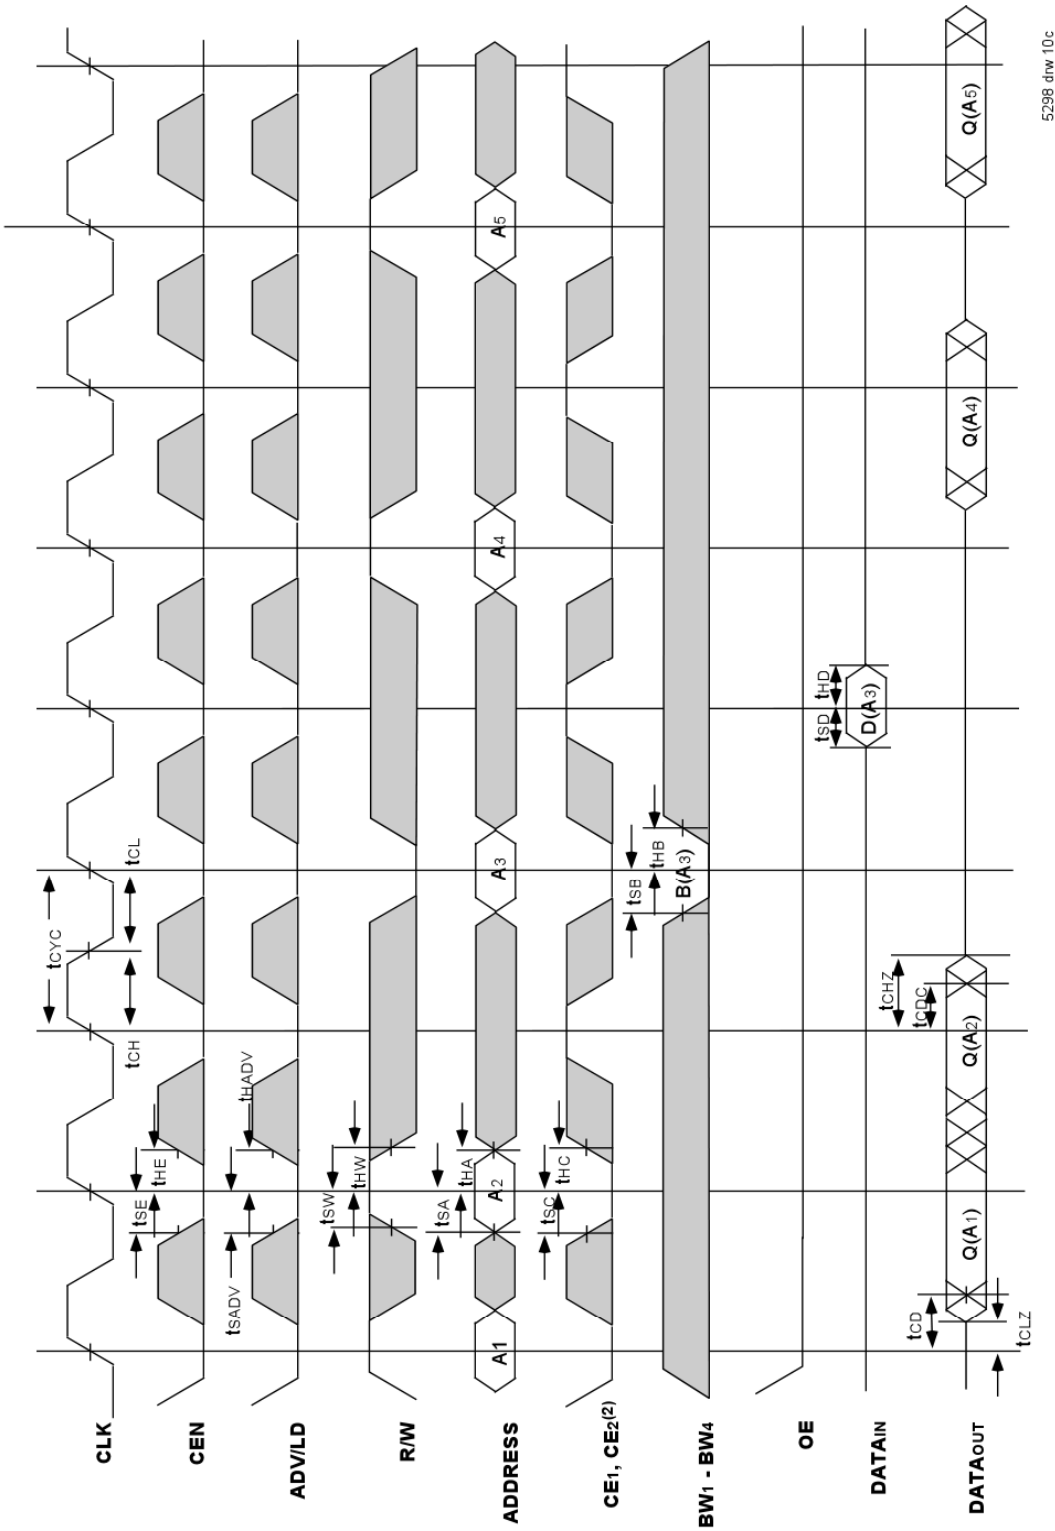 tCYC
CLK
tCH
tCL
tSE
tHE
CEN
tHADV
tSADV
ADV/LD
tSW
tHW
R/W
tSA
tHA
ADDRESS
A1
A2
A3
A4
A5
tSC
tHC
CE1, CE2(2)
tSB
tHB
B(A3)
BW1 - BW4
OE
tSD
tHD
D(A3)
DATAIN
tCHZ
tCDC
tCD
Q(A1)
Q(A2)
Q(A4)
Q(A5)
DATAOUT
tCLZ
5298 drw 10c